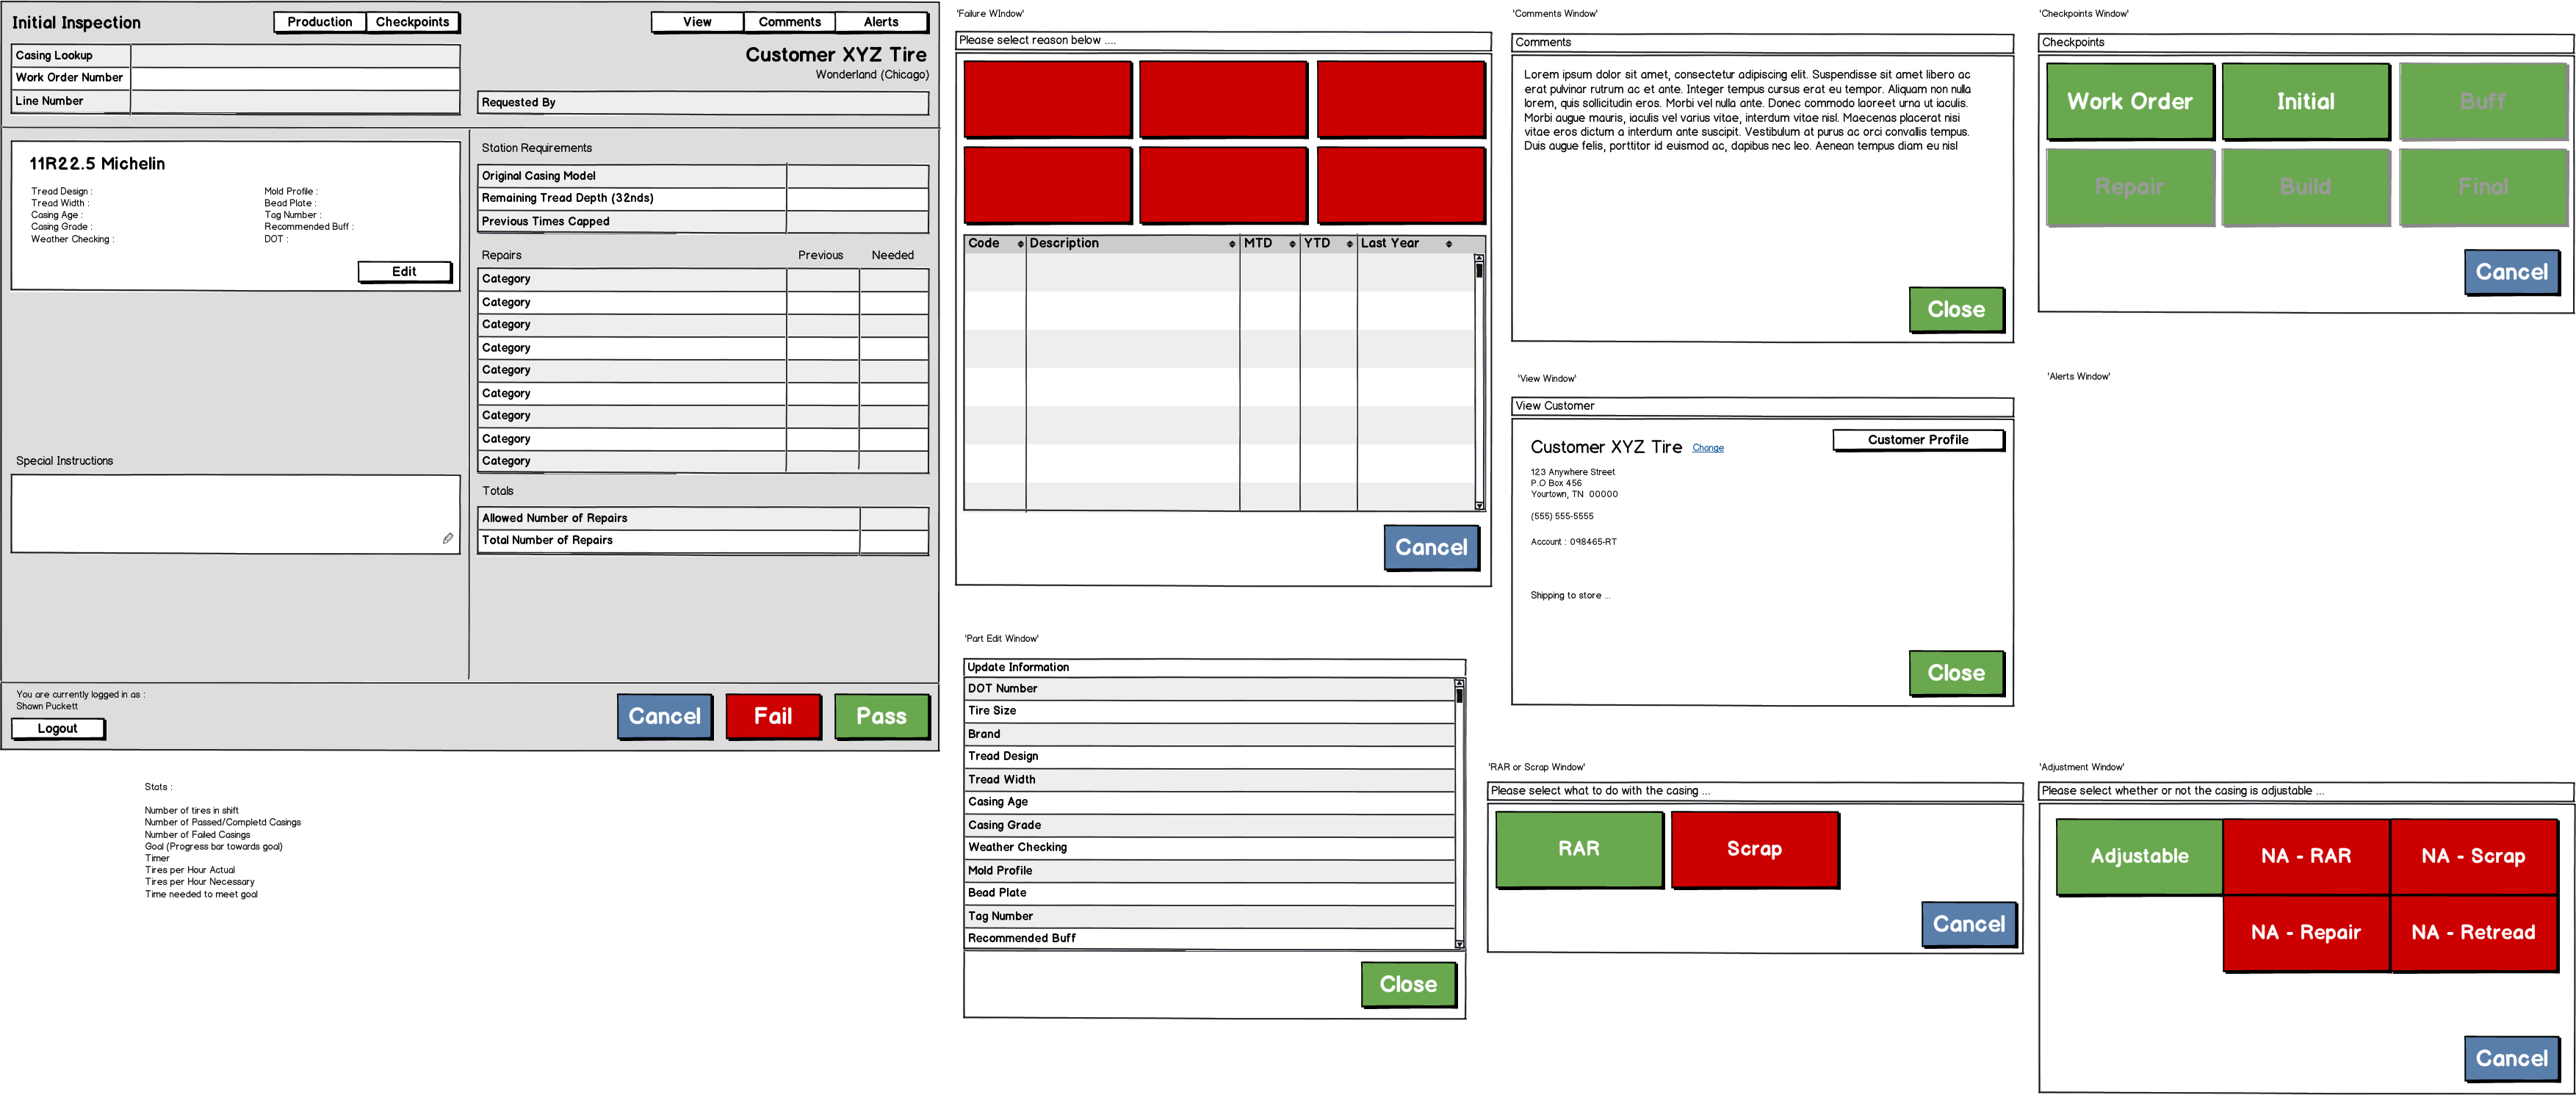 Initial Inspection
Production
Checkpoints
View
Comments
Alerts
Casing Lookup
Work Order Number
Line Number
Customer XYZ Tire
Wonderland (Chicago)
Requested By
11R22.5 Michelin
Tread Design :
Tread Width :
Casing Age :
Casing Grade :
Weather Checking :
Mold Profile :
Bead Plate :
Tag Number :
Recommended Buff :
DOT :
Edit
Special Instructions
Station Requirements
Original Casing Model
Remaining Tread Depth (32nds)
Previous Times Capped
Repairs Previous Needed
Category
Category
Category
Category
Category
Category
Category
Category
Category
Totals
Allowed Number of Repairs
Total Number of Repairs
You are currently logged in as :
Shawn Puckett
Logout
Cancel
Fail
Pass
Stats :
Number of tires in shift
Number of Passed/Completd Casings
Number of Failed Casings
Goal (Progress bar towards goal)
Timer
Tires per Hour Actual
Tires per Hour Necessary
Time needed to meet goal
'Failure WIndow'
Please select reason below ....
Code Description MTD YTD Last Year
Cancel
'Part Edit Window'
Update Information
DOT Number
Tire Size
Brand
Tread Design
Tread Width
Casing Age
Casing Grade
Weather Checking
Mold Profile
Bead Plate
Tag Number
Recommended Buff
Close
'Comments Window'
Comments
Lorem ipsum dolor sit amet, consectetur adipiscing elit. Suspendisse sit amet libero ac
erat pulvinar rutrum ac et ante. Integer tempus cursus erat eu tempor. Aliquam non nulla
lorem, quis sollicitudin eros. Morbi vel nulla ante. Donec commodo laoreet urna ut iaculis.
Morbi augue mauris, iaculis vel varius vitae, interdum vitae nisl. Maecenas placerat nisi
vitae eros dictum a interdum ante suscipit. Vestibulum at purus ac orci convallis tempus.
Duis augue felis, porttitor id euismod ac, dapibus nec leo. Aenean tempus diam eu nisl
Close
'View Window'
View Customer
Customer XYZ Tire Change
Customer Profile
123 Anywhere Street
P.O Box 456
Yourtown, TN 00000
(555) 555-5555
Account : 098465-RT
Shipping to store ...
Close
'RAR or Scrap Window'
Please select what to do with the casing ...
RAR
Scrap
Cancel
'Checkpoints Window'
Checkpoints
Work Order
Initial
Buff
Repair
Build
Final
Cancel
'Alerts Window'
'Adjustment Window'
Please select whether or not the casing is adjustable ...
Adjustable
NA - RAR
NA - Scrap
NA - Repair
NA - Retread
Cancel